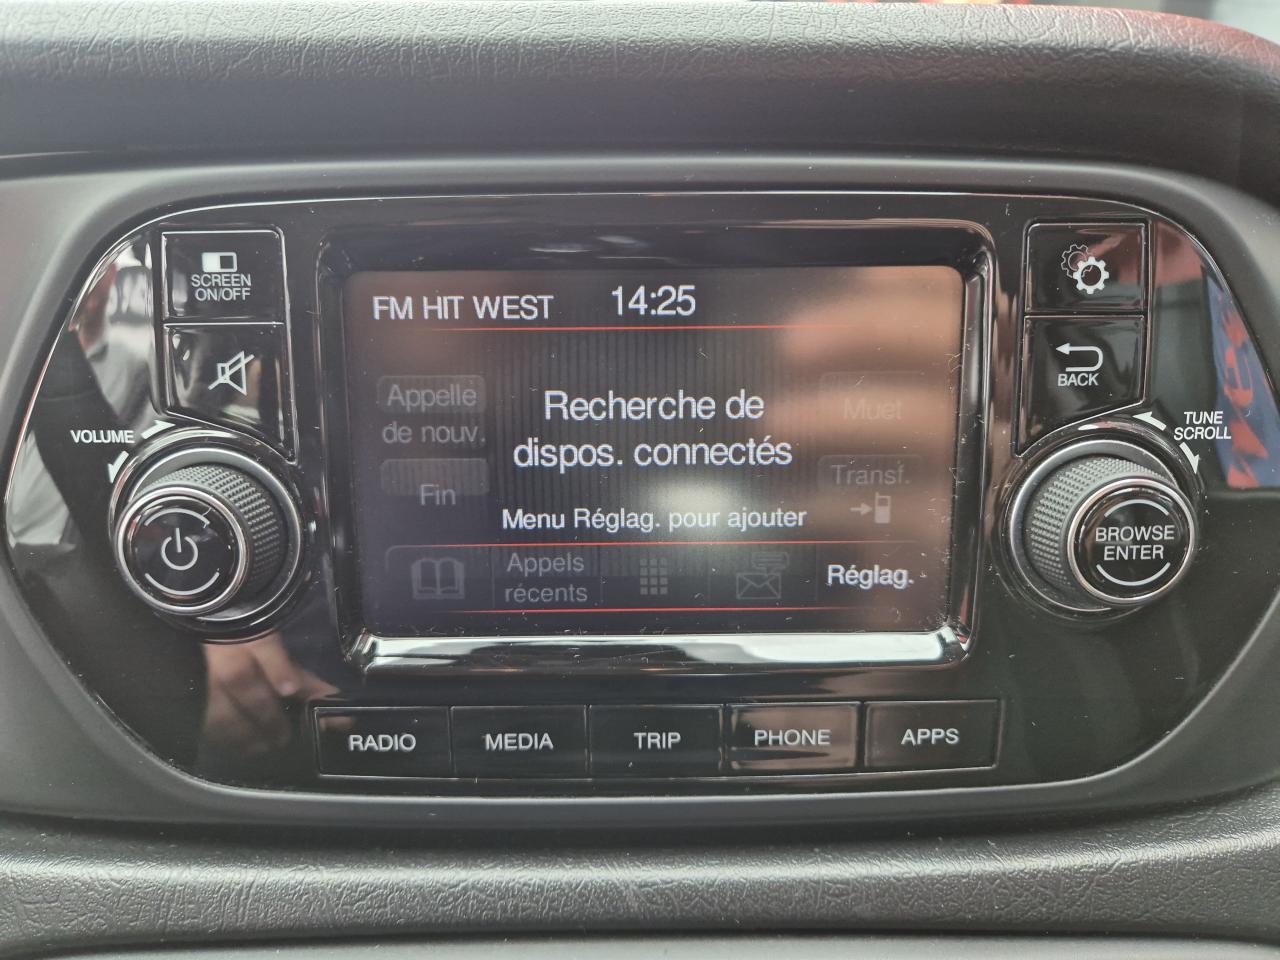 SCREEN
ON/OFF
VOLUME
FM HIT WEST 14:25
Appelle
de nouv.
Fin
Recherche de
dispos. connectés
Menu Réglag. pour ajouter
Muet
Transf.
Appels
récents
Réglag.
BACK
TUNE
SCROLL
BROWSE
ENTER
RADIO
MEDIA
TRIP
PHONE
APPS